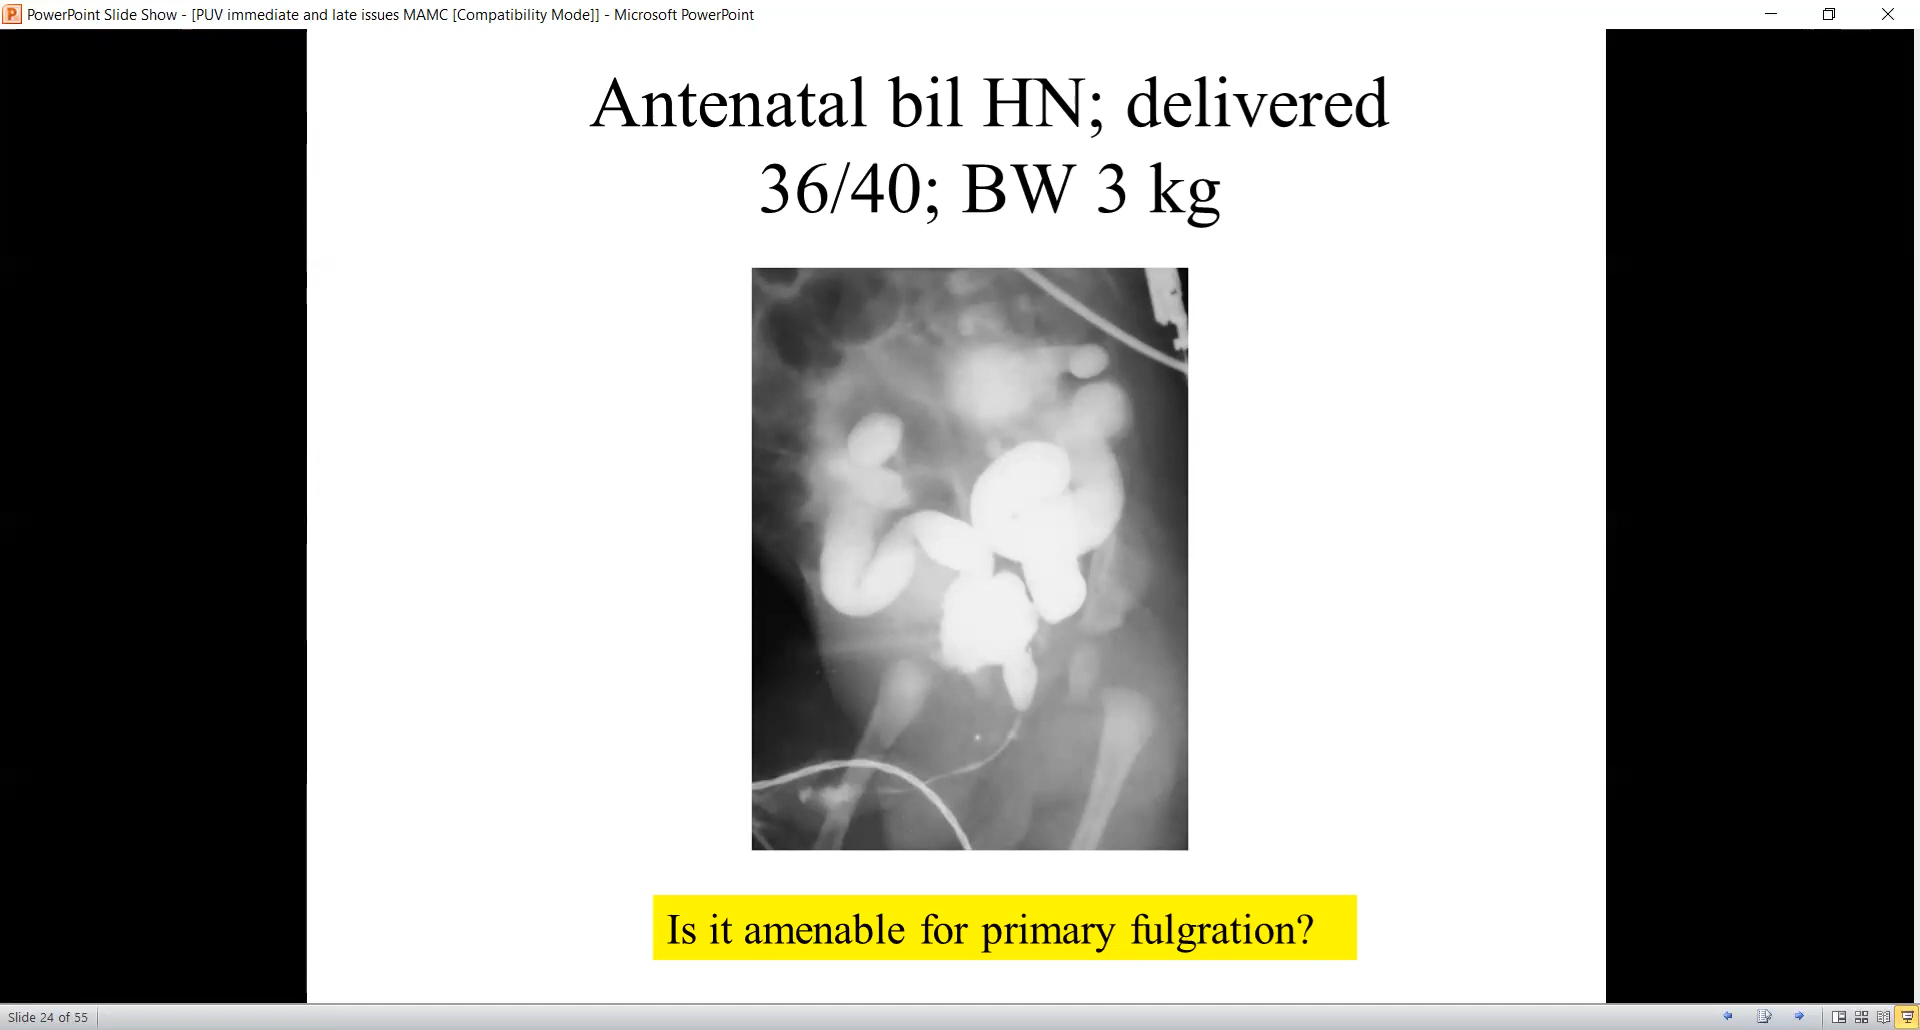 PowerPoint Slide Show - [PUV immediate and late issues MAMC [Compatibility Mode]] - Microsoft PowerPoint
Antenatal bil HN; delivered
36/40; BW 3 kg
Is it amenable for primary fulgration?
Slide 24 of 55